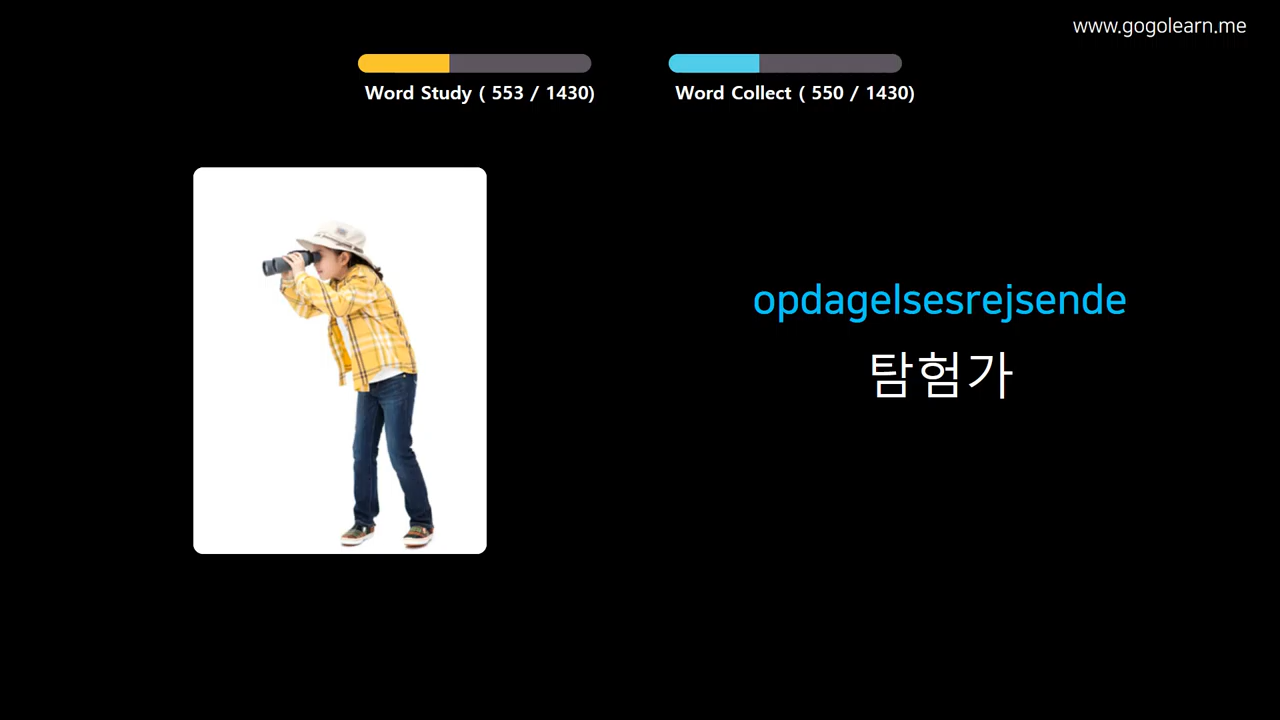 www.gogolearn.me
Word Study ( 553 / 1430)
Word Collect ( 550 / 1430)
opdagelsesrejsende
탐험가